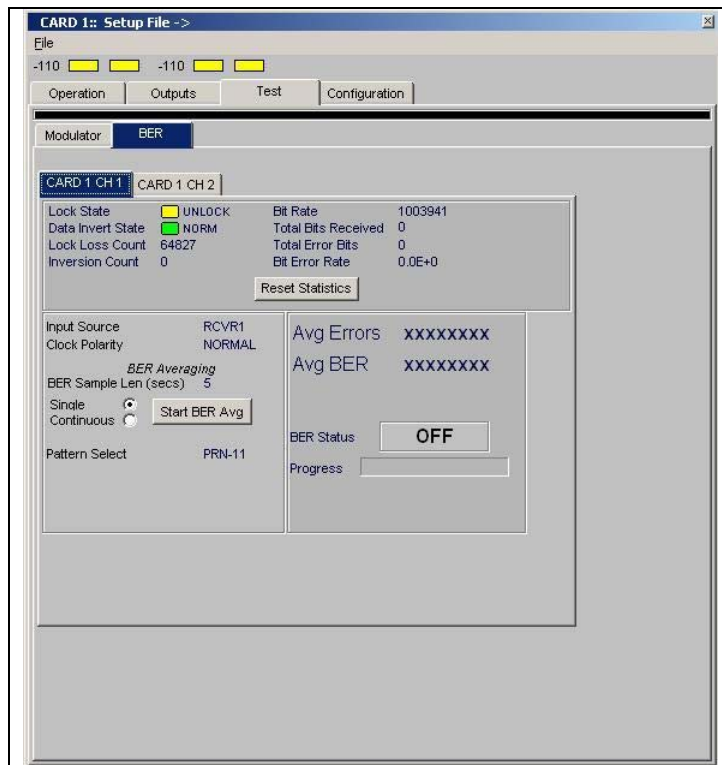 CARD 1:: Setup File ->
File
-110 -110
Operation Outputs Test Configuration
Modulator BER
CARD 1 CH 1 CARD 1 CH 2
Lock State UNLOCK Bit Rate 1003941
Data Invert State NORM Total Bits Received 0
Lock Loss Count 64827 Total Error Bits 0
Inversion Count 0 Bit Error Rate 0.0E+0
Reset Statistics
Input Source RCVR1
Clock Polarity NORMAL
BER Averaging
BER Sample Len (secs) 5
Single
Continuous
Start BER Avg
Pattern Select PRN-11
Avg Errors xxxxxxxx
Avg BER xxxxxxxx
BER Status OFF
Progress